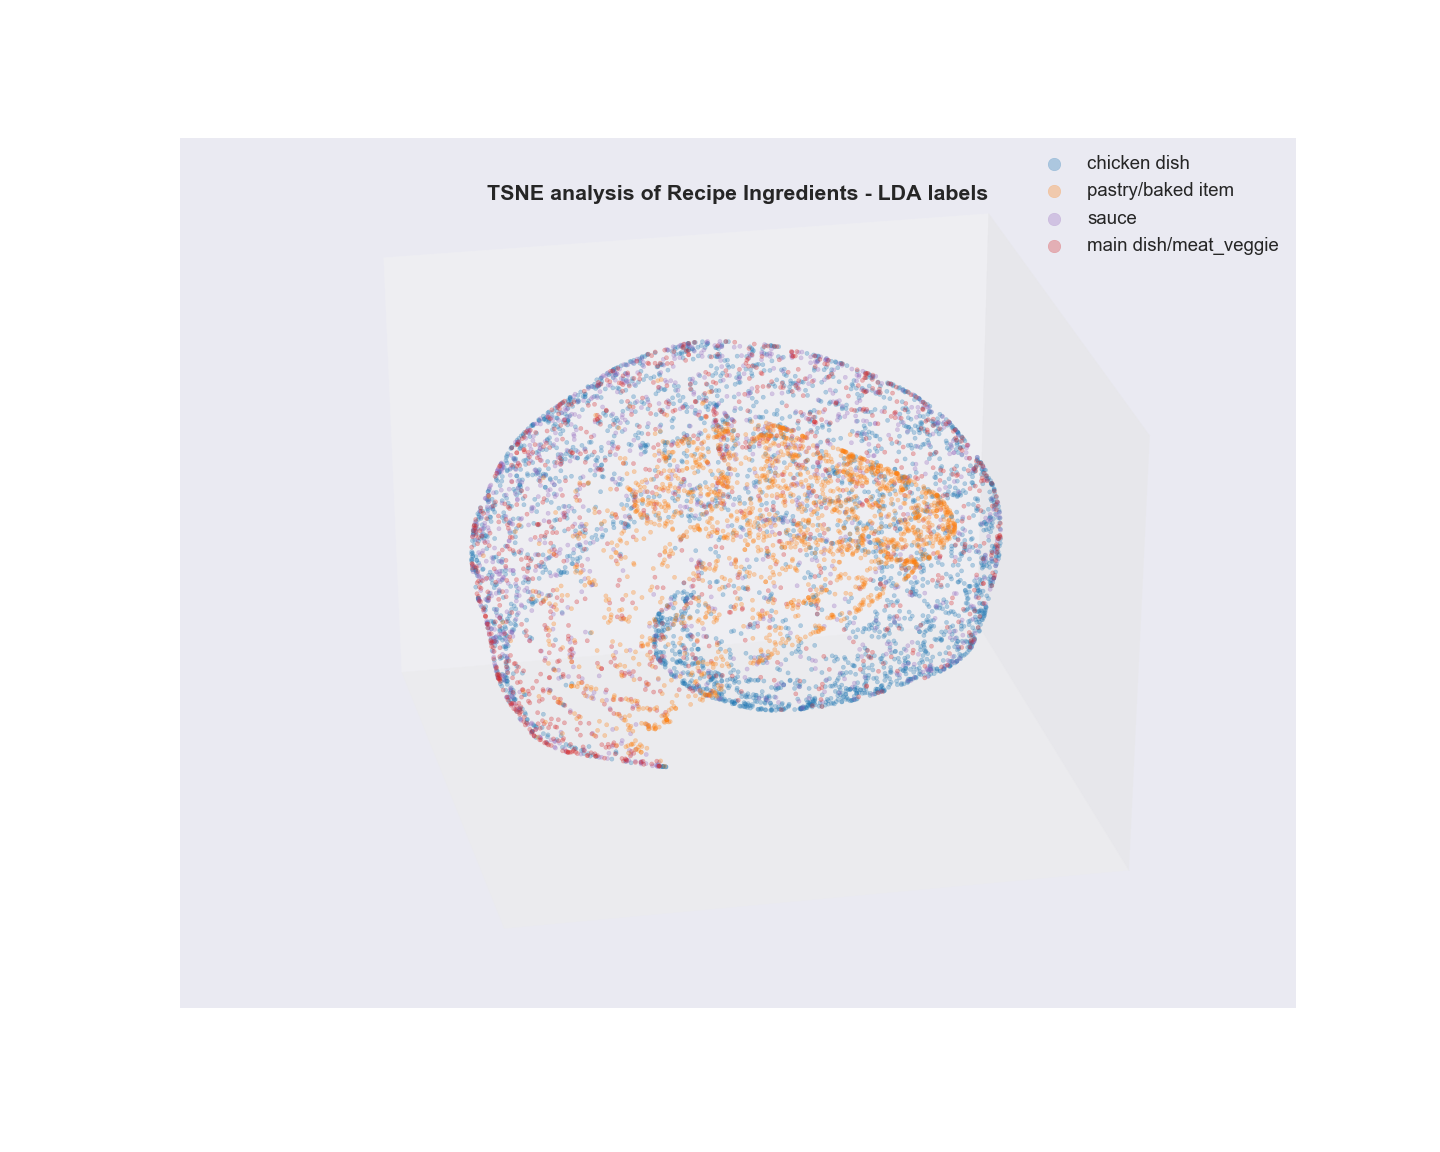 TSNE analysis of Recipe Ingredients - LDA labels
chicken dish
pastry/baked item
sauce
main dish/meat_veggie